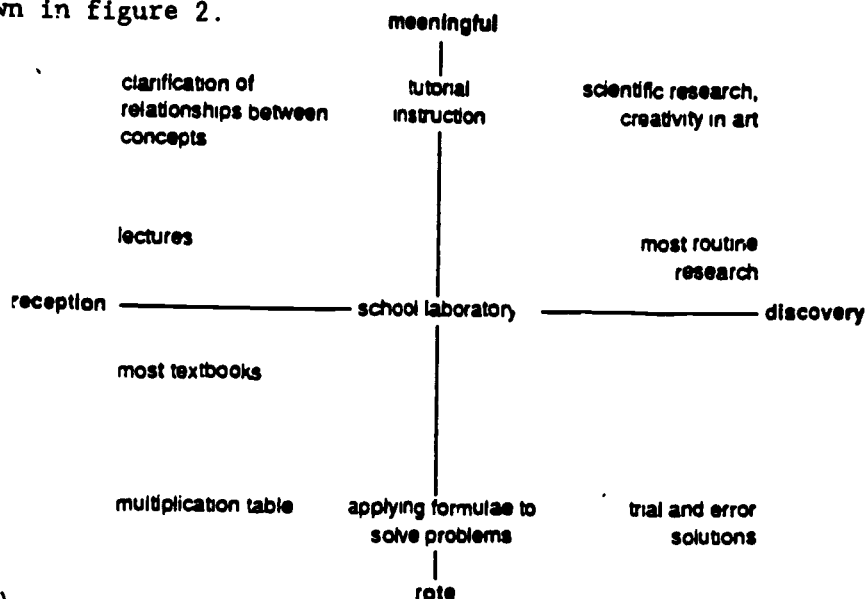 wn in figure 2.
meaningful
clarification of
relationships between
concepts
tutorial
instruction
scientific research,
creativity in art
lectures
most routine
research
reception
school laboratory
discovery
most textbooks
multiplication table
applying formulae to
solve problems
trial and error
solutions
rote